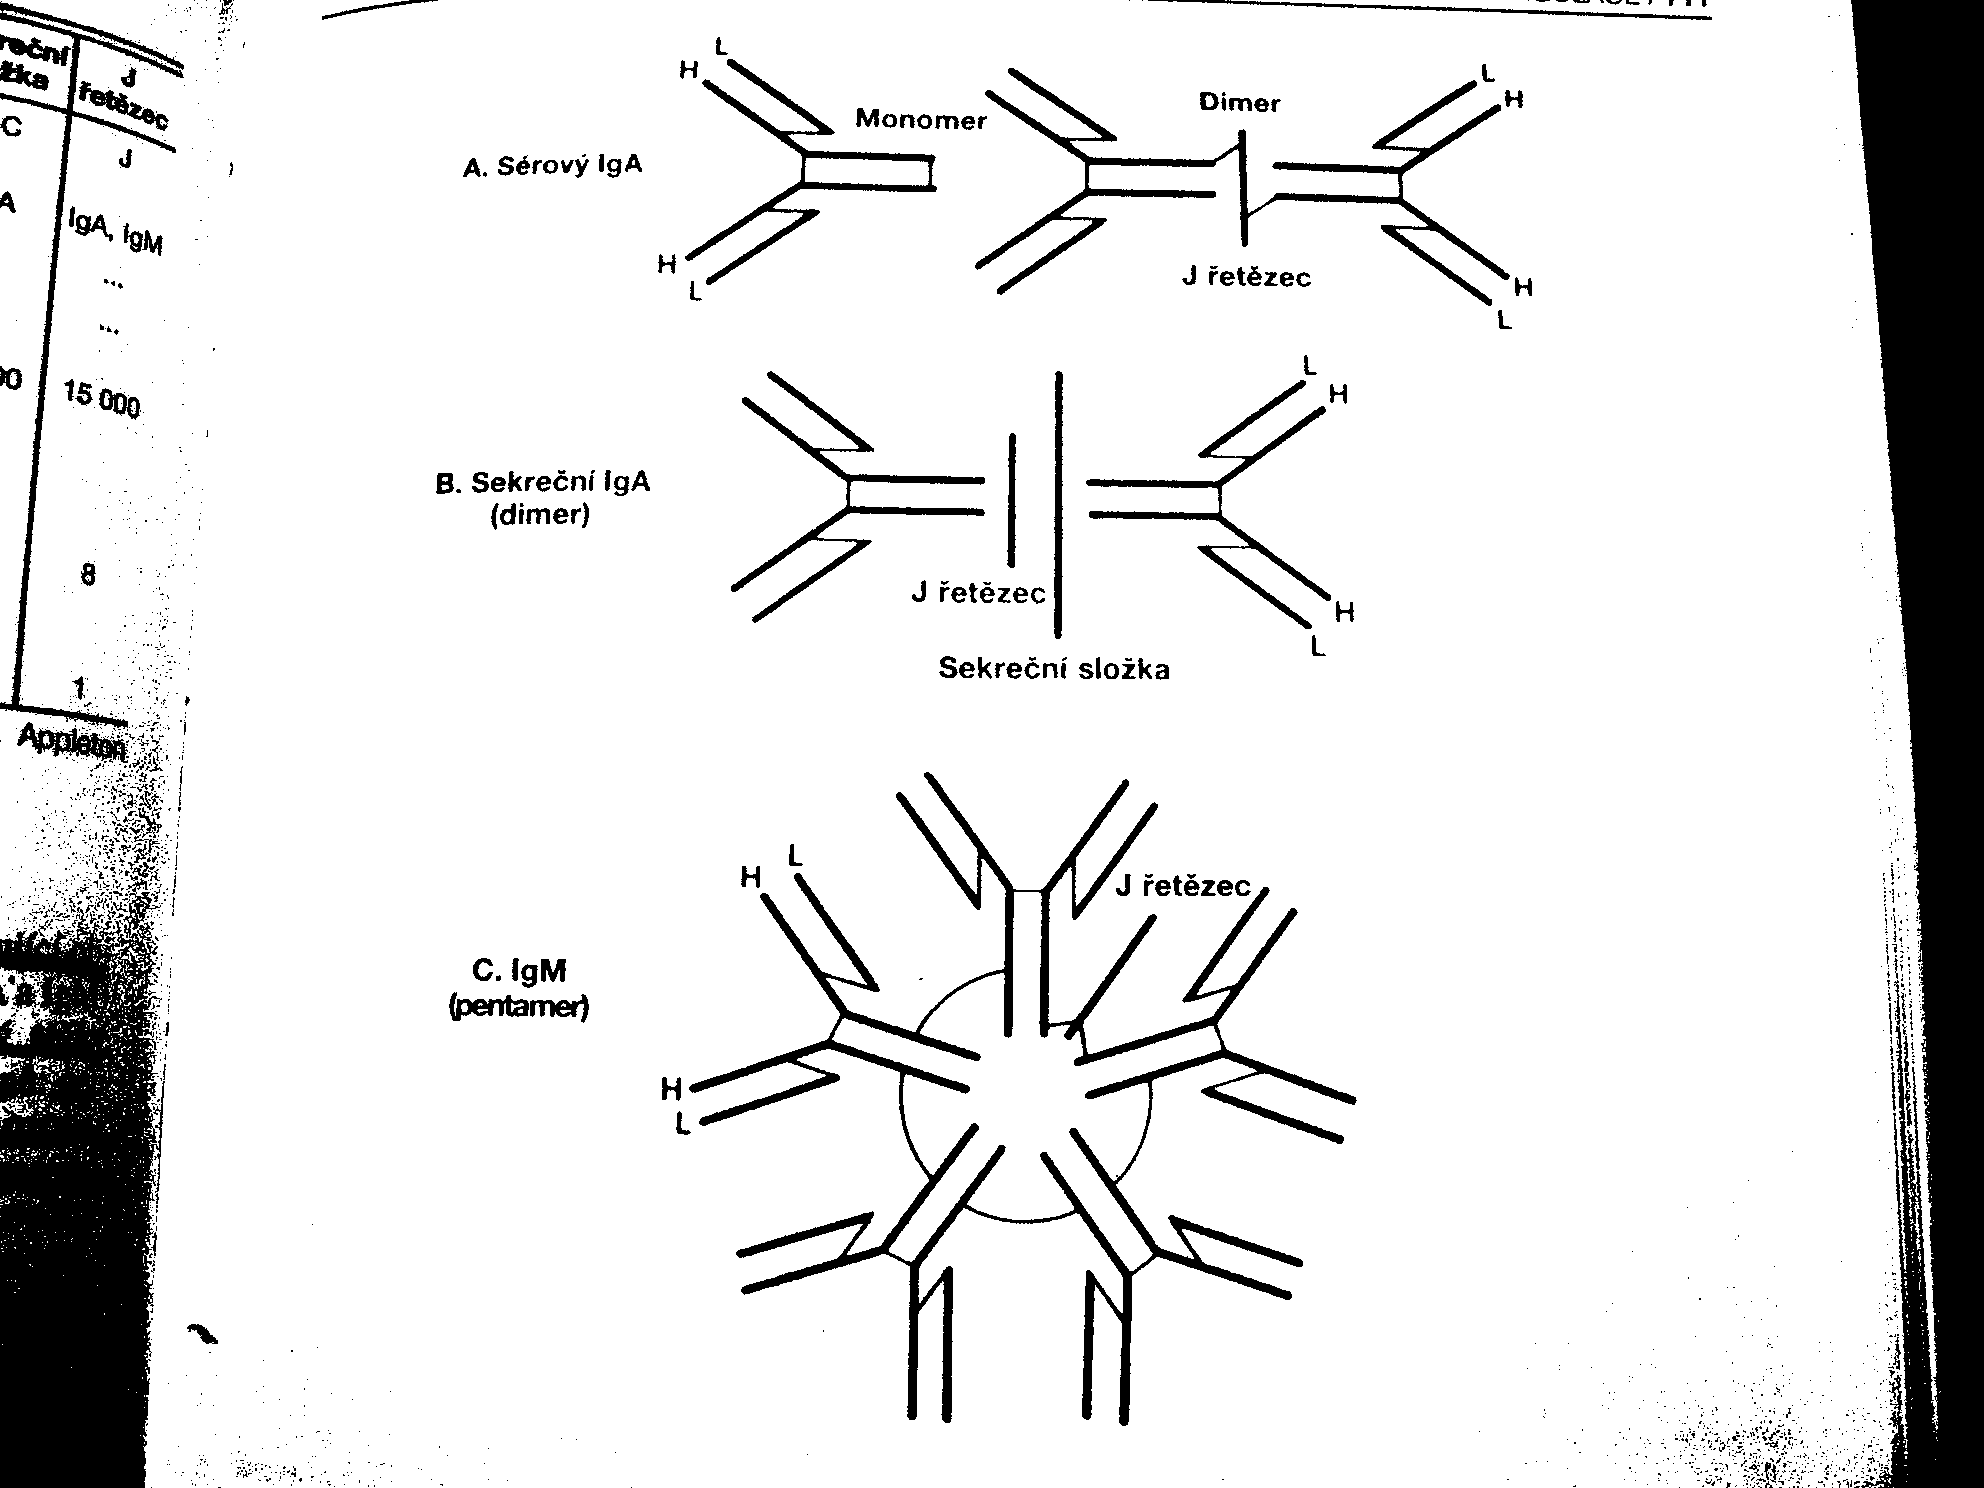 J
řetězec
C
J
A
IgA, IgM
...
...
15 000
8
1
Appleton
L
H
Monomer
Dimer
L
H
A. Sérový IgA
H
L
J řetězec
H
L
L
H
B. Sekreční IgA
(dimer)
J řetězec
H
L
Sekreční složka
L
H
J řetězec
C. IgM
(pentamer)
H
L